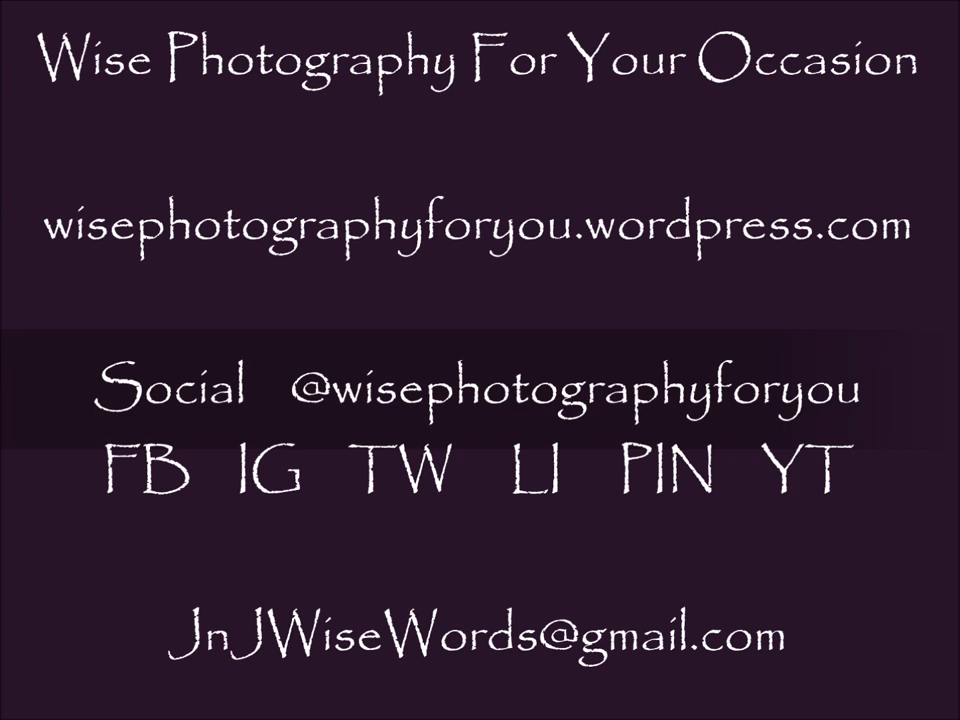 Wise Photography For Your Occasion
wisephotographyforyou.wordpress.com
Social @wisephotographyforyou
FB IG TW LI PIN YT
JnJWiseWords@gmail.com